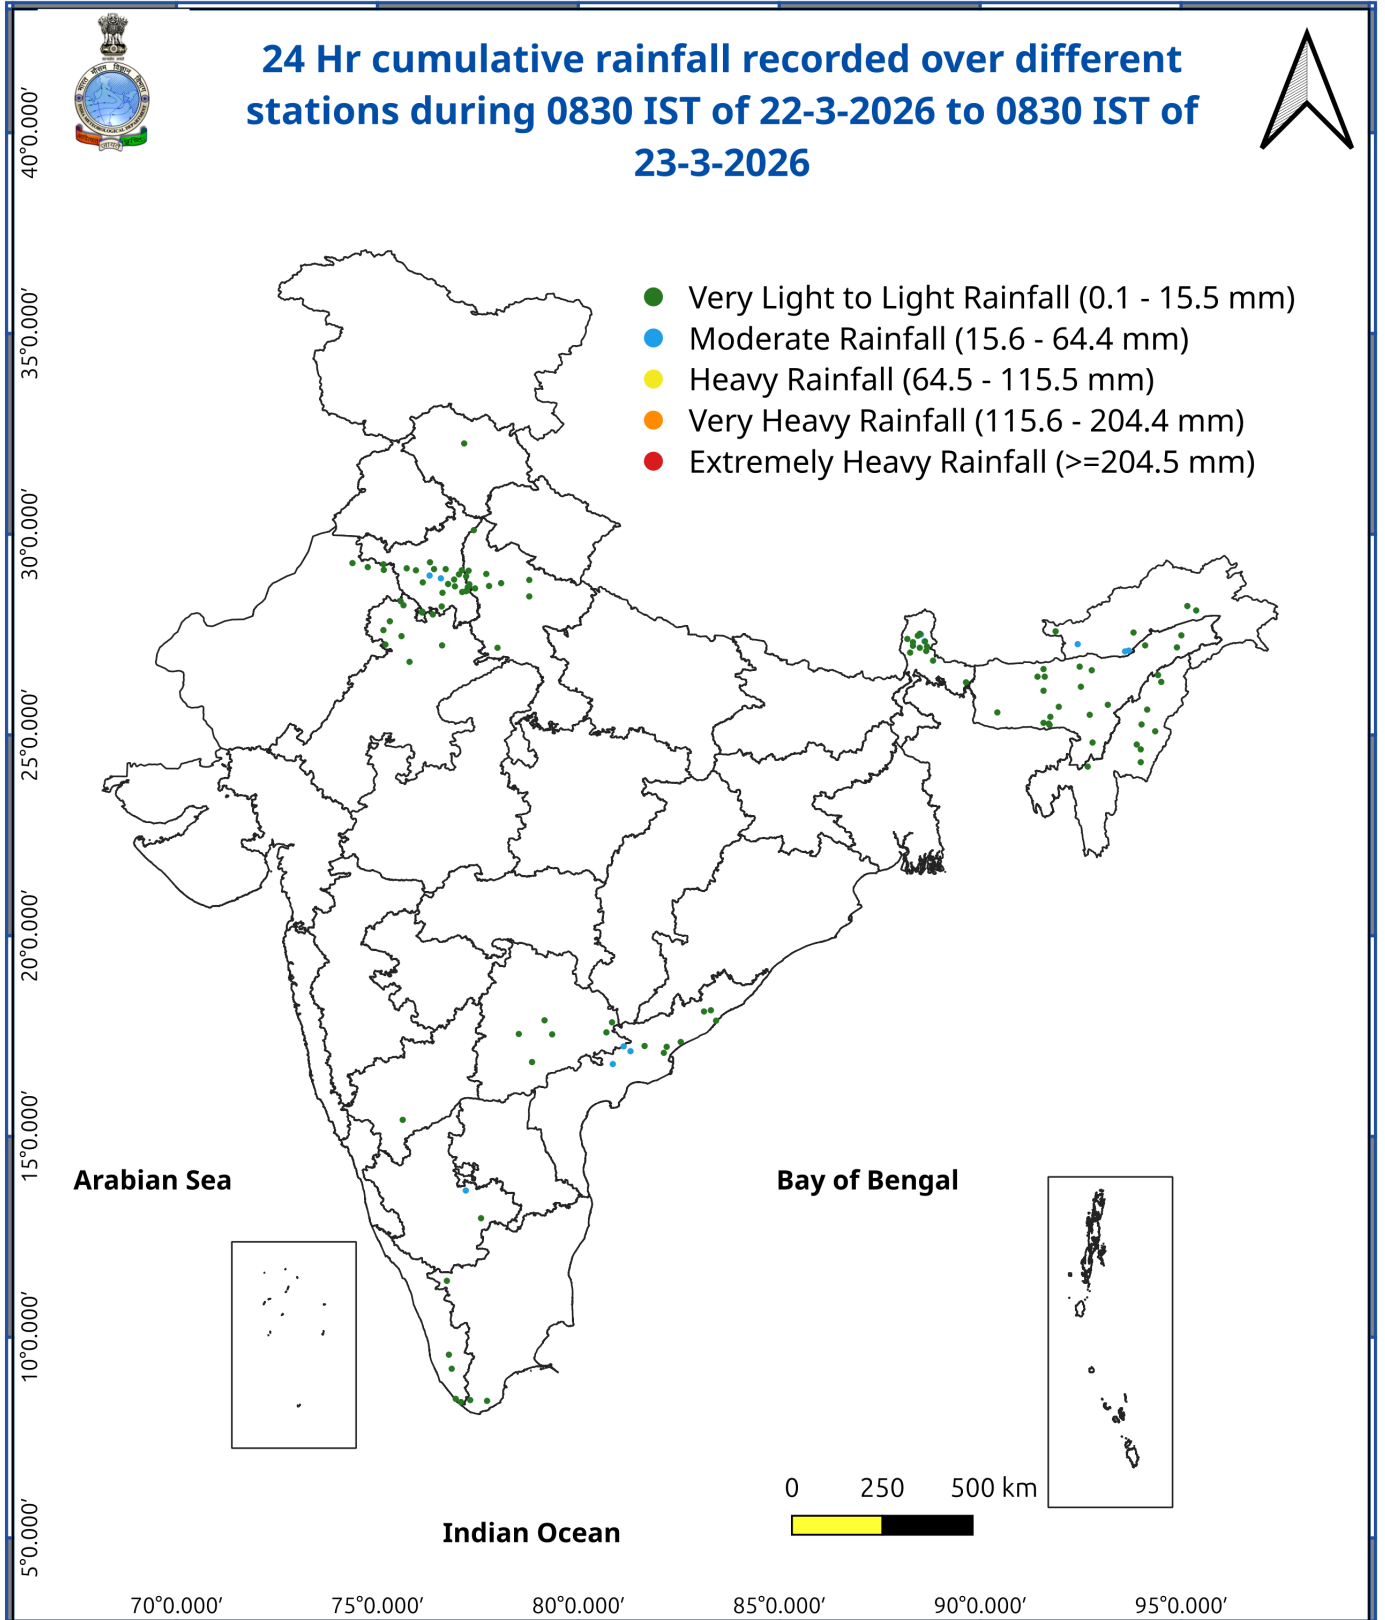 24 Hr cumulative rainfall recorded over different
stations during 0830 IST of 22-3-2026 to 0830 IST of
23-3-2026
Very Light to Light Rainfall (0.1 - 15.5 mm)
Moderate Rainfall (15.6 - 64.4 mm)
Heavy Rainfall (64.5 - 115.5 mm)
Very Heavy Rainfall (115.6 - 204.4 mm)
Extremely Heavy Rainfall (>=204.5 mm)
40°0.000′
35°0.000′
30°0.000′
25°0.000′
20°0.000′
15°0.000′
10°0.000′
5°0.000′
Arabian Sea
Bay of Bengal
Indian Ocean
0 250 500 km
70°0.000′ 75°0.000′ 80°0.000′ 85°0.000′ 90°0.000′ 95°0.000′